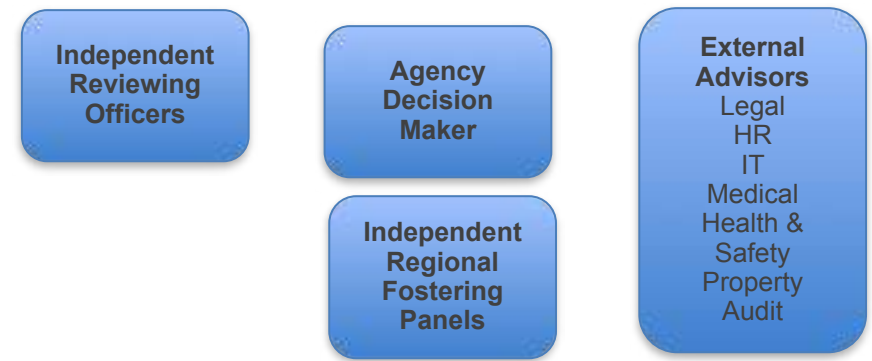 Independent
Reviewing
Officers
Agency
Decision
Maker
Independent
Regional
Fostering
Panels
External
Advisors
Legal
HR
IT
Medical
Health &
Safety
Property
Audit